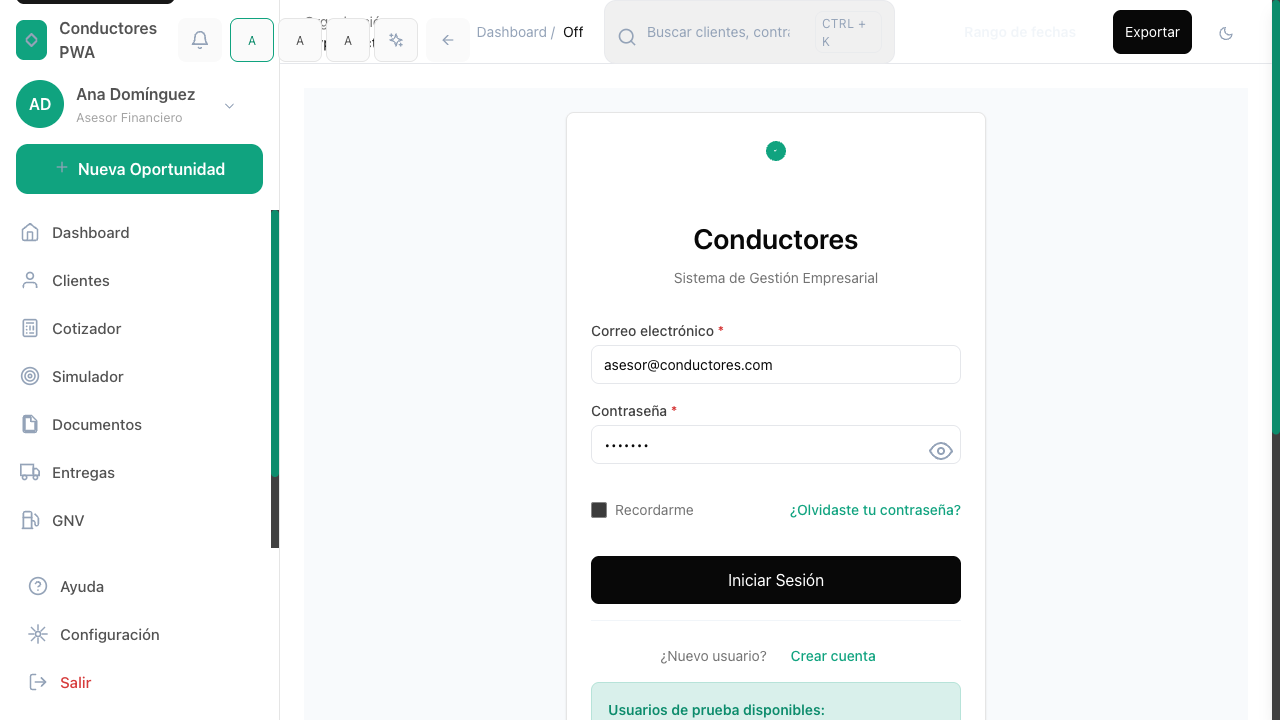 Conductores
PWA
A
A
A
Dashboard / Off
Buscar clientes, contr
CTRL +
K
Rango de fechas
Exportar
AD
Ana Domínguez
Asesor Financiero
Nueva Oportunidad
Dashboard
Clientes
Cotizador
Simulador
Documentos
Entregas
GNV
Ayuda
Configuración
Salir
Conductores
Sistema de Gestión Empresarial
Correo electrónico *
asesor@conductores.com
Contraseña *
•••••••
Recordarme
¿Olvidaste tu contraseña?
Iniciar Sesión
¿Nuevo usuario? Crear cuenta
Usuarios de prueba disponibles: